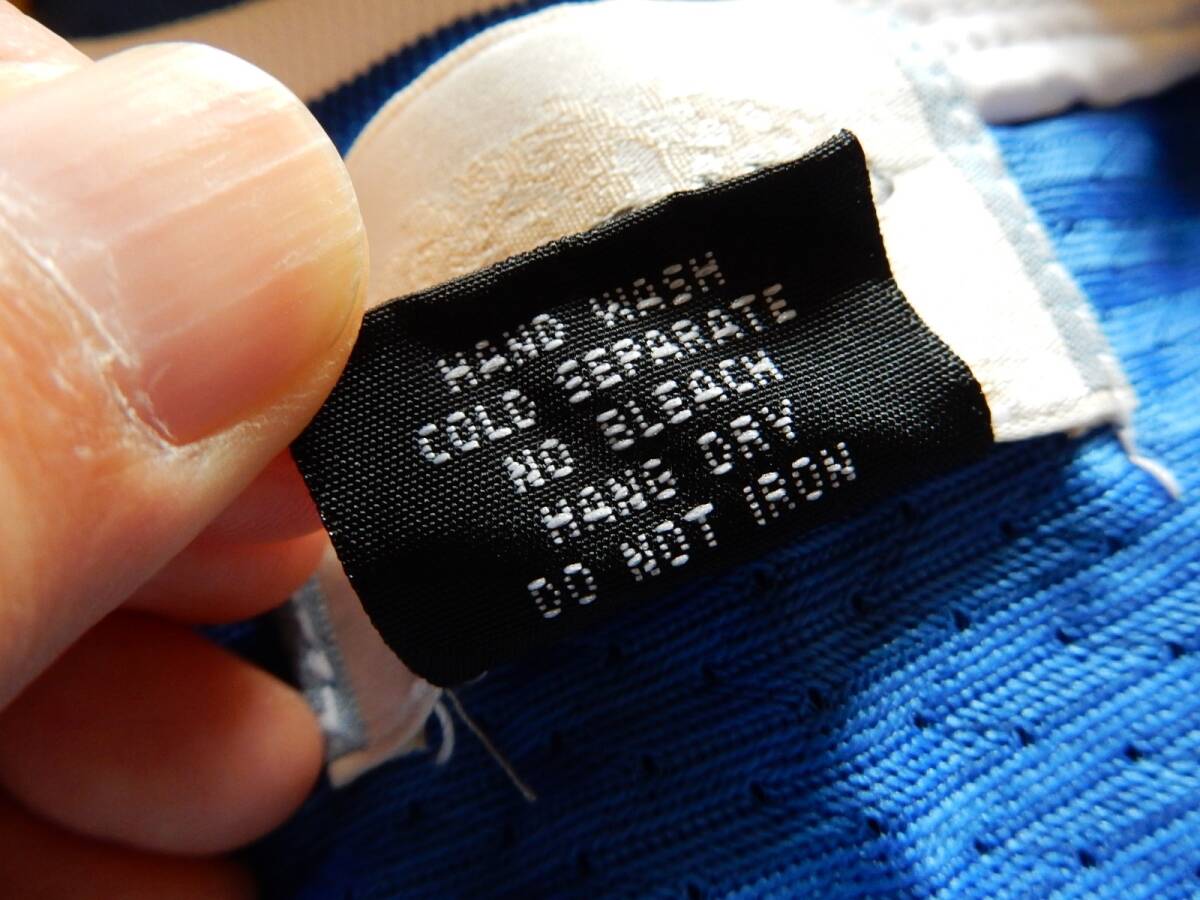 HAND WASH
COLD SEPARATE
NO BLEACH
HANG DRY
DO NOT IRON